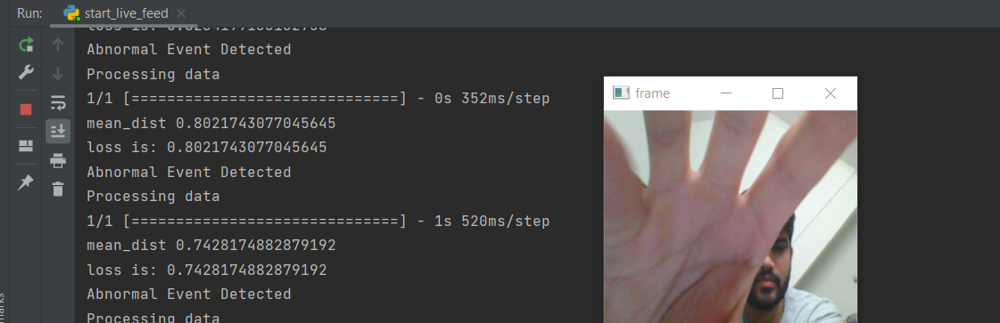 Run: start_live_feed
Abnormal Event Detected
Processing data
1/1 [==============================] - 0s 352ms/step
frame
mean_dist 0.8021743077045645
loss is: 0.8021743077045645
Abnormal Event Detected
Processing data
1/1 [==============================] - 1s 520ms/step
mean_dist 0.7428174882879192
loss is: 0.7428174882879192
Abnormal Event Detected
Processing data